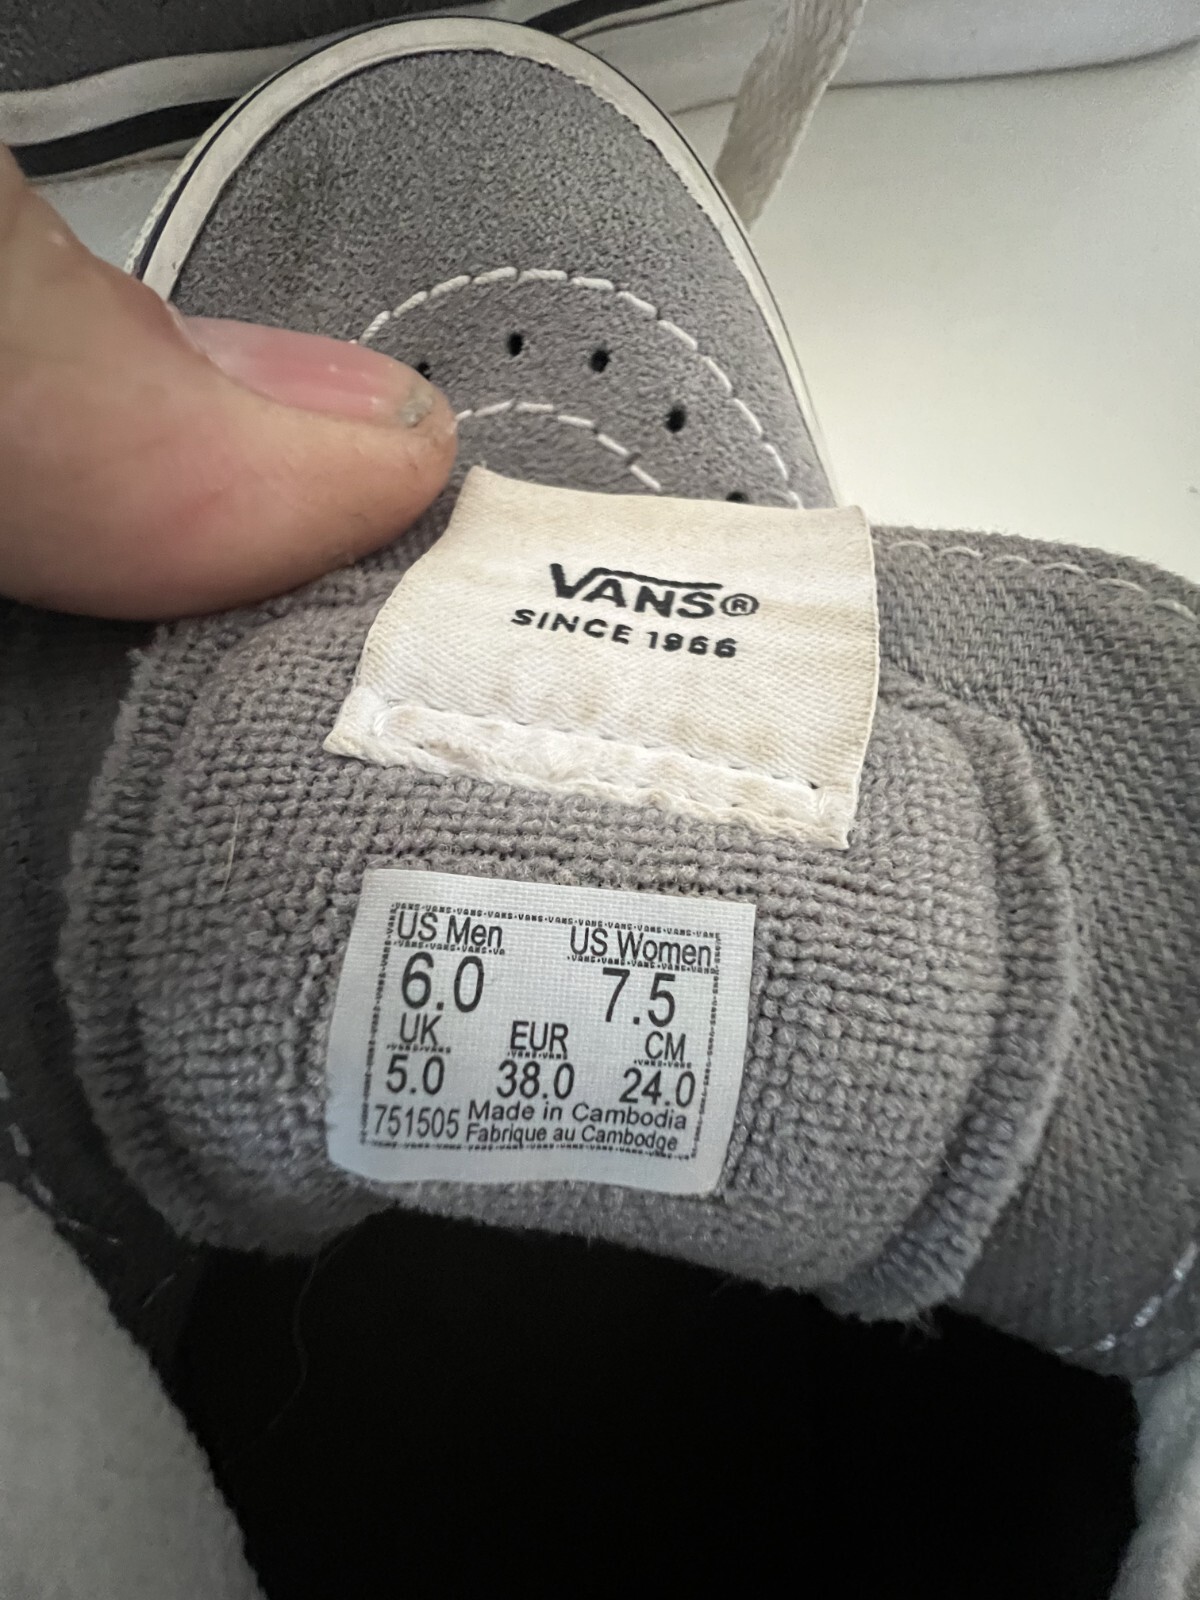 VANS®
SINCE 1966
US Men US Women
6.0 7.5
UK EUR CM
5.0 38.0 24.0
751505 Made in Cambodia
Fabrique au Cambodge